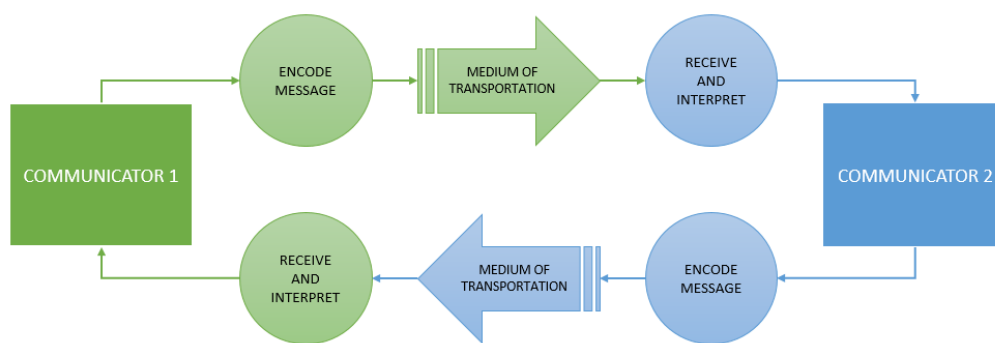 ENCODE
MESSAGE
MEDIUM OF
TRANSPORTATION
RECEIVE
AND
INTERPRET
COMMUNICATOR 1
COMMUNICATOR 2
RECEIVE
AND
INTERPRET
MEDIUM OF
TRANSPORTATION
ENCODE
MESSAGE